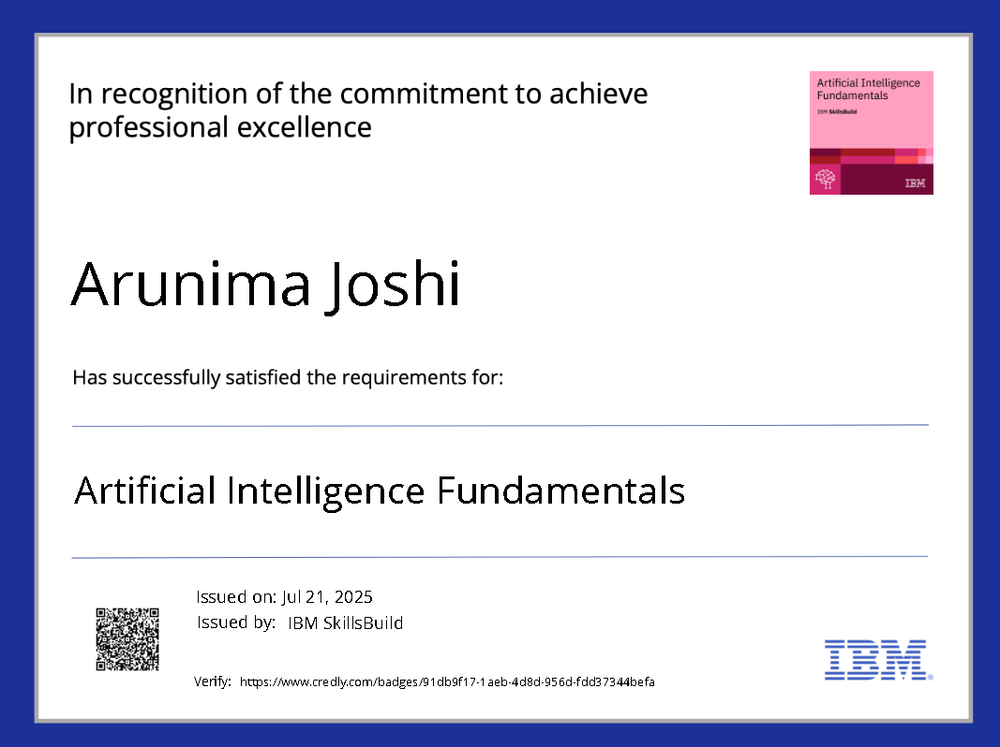 In recognition of the commitment to achieve
professional excellence
Artificial Intelligence
Fundamentals
IBM SkillsBuild
IBM
Arunima Joshi
Has successfully satisfied the requirements for:
Artificial Intelligence Fundamentals
Issued on: Jul 21, 2025
Issued by: IBM SkillsBuild
Verify: https://www.credly.com/badges/91db9f17-1aeb-4d8d-956d-fdd37344befa
IBM®